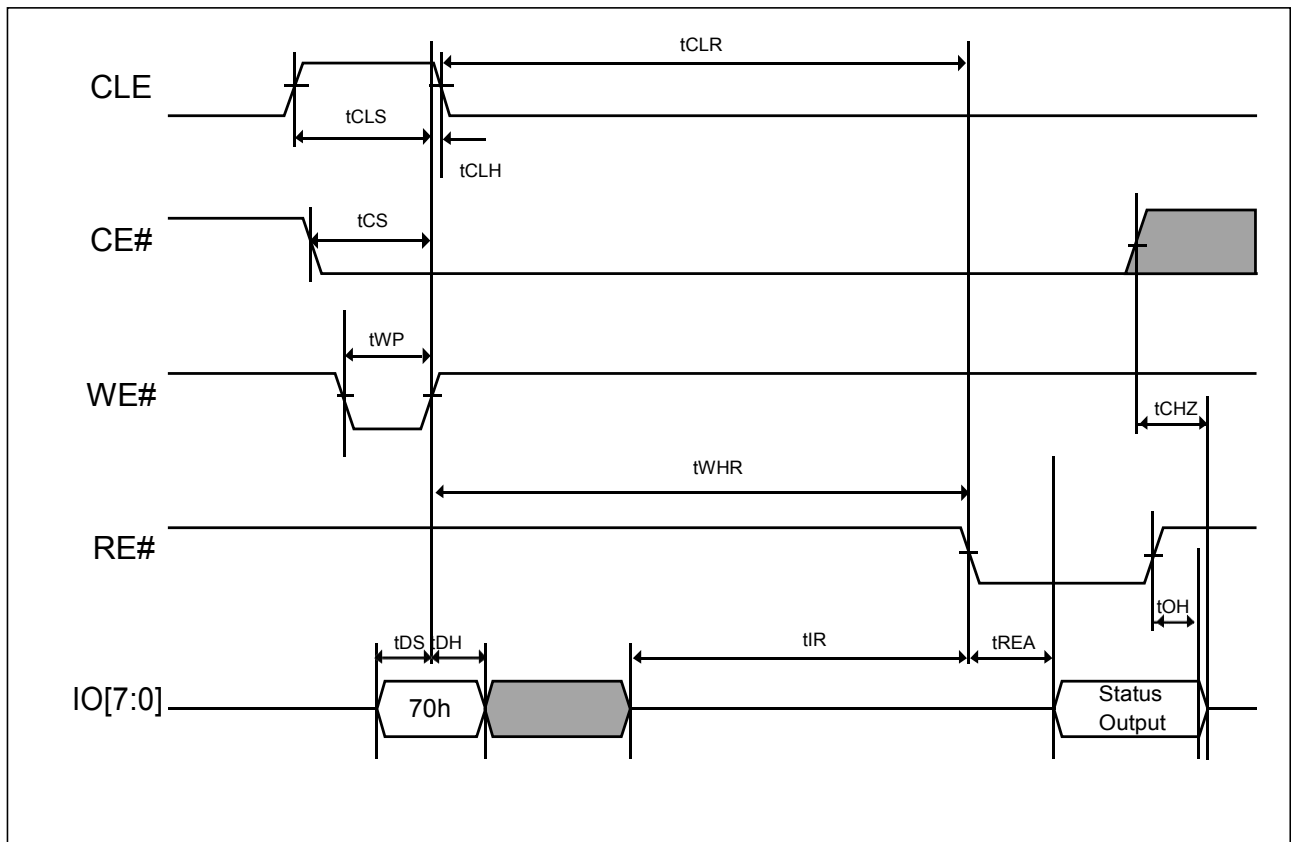 tCLR
CLE
tCLS
tCLH
tCS
CE#
tWP
WE#
tCHZ
tWHR
RE#
tOH
tDS tDH
tIR
tREA
IO[7:0]
70h
Status
Output